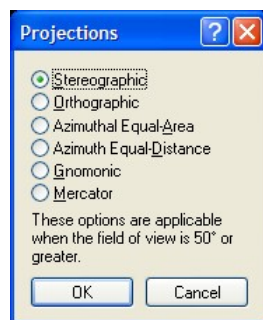 Projections
Stereographic
Orthographic
Azimuthal Equal-Area
Azimuth Equal-Distance
Gnomonic
Mercator
These options are applicable
when the field of view is 50° or
greater.
OK Cancel